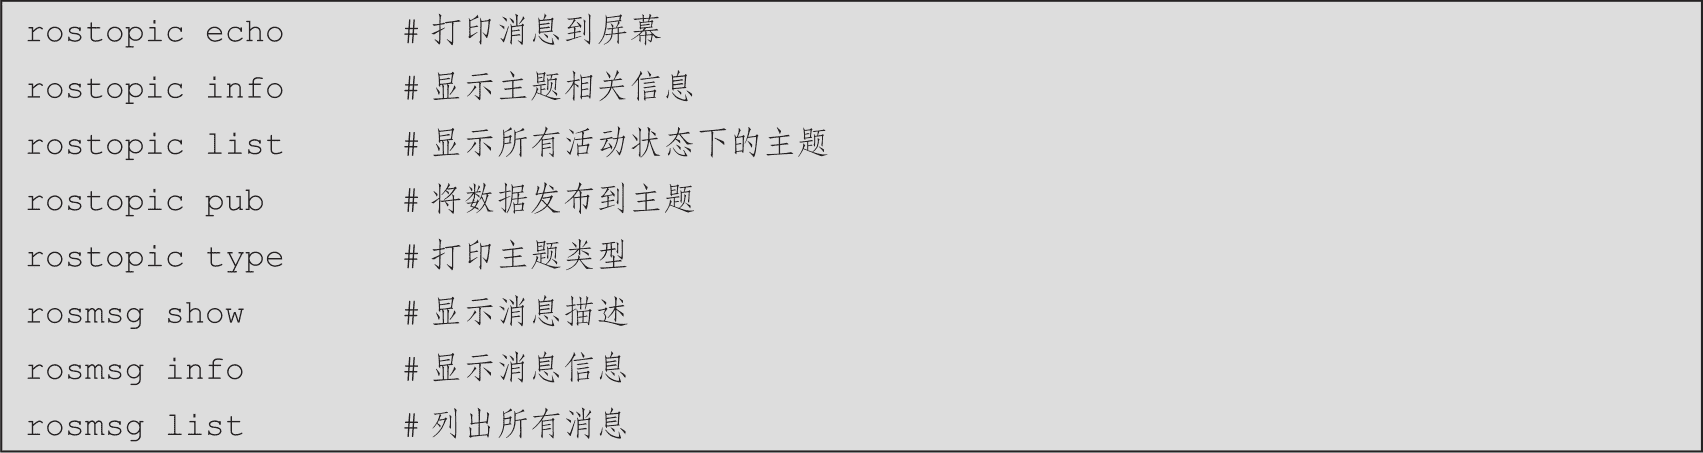 rostopic echo # 打印消息到屏幕
rostopic info # 显示主题相关信息
rostopic list # 显示所有活动状态下的主题
rostopic pub # 将数据发布到主题
rostopic type # 打印主题类型
rosmsg show # 显示消息描述
rosmsg info # 显示消息信息
rosmsg list # 列出所有消息